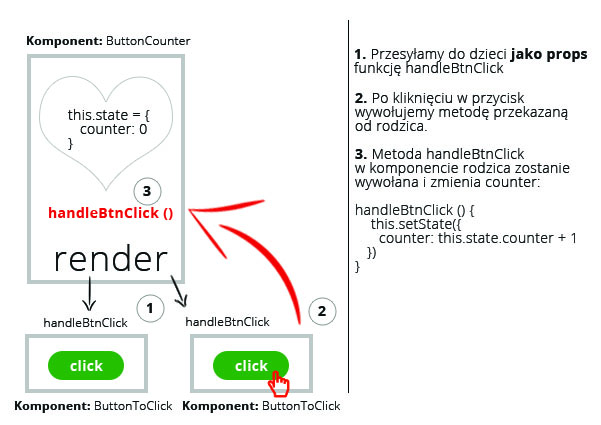 Komponent: ButtonCounter
this.state = {
counter: 0
}
3
handleBtnClick ()
render
1
handleBtnClick
handleBtnClick
2
click
click
Komponent: ButtonToClick
Komponent: ButtonToClick
1. Przesyłamy do dzieci jako props
funkcję handleBtnClick
2. Po kliknięciu w przycisk
wywołujemy metodę przekazaną
od rodzica.
3. Metoda handleBtnClick
w komponencie rodzica zostanie
wywołana i zmienia counter:
handleBtnClick () {
this.setState({
counter: this.state.counter + 1
})
}